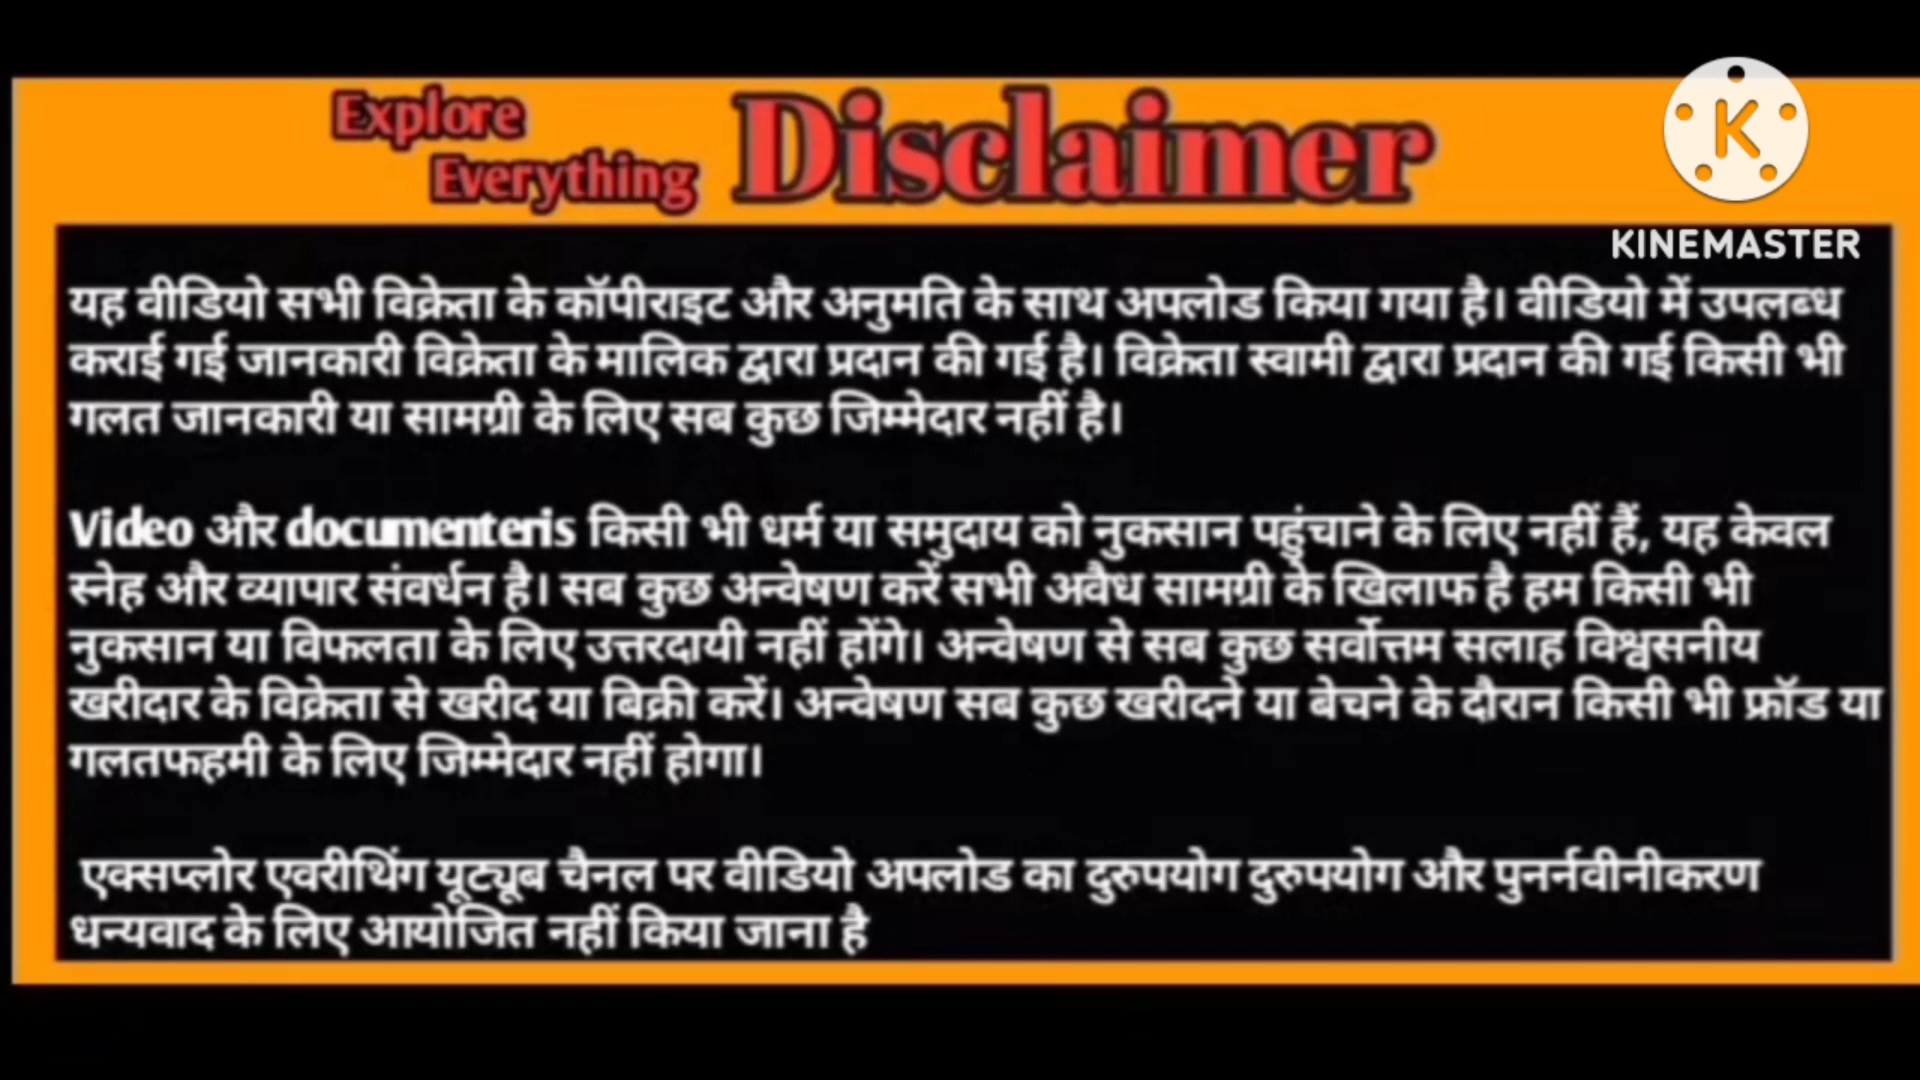 Explore
Everything
Disclaimer
K
KINEMASTER
यह वीडियो सभी विक्रेता के कॉपीराइट और अनुमति के साथ अपलोड किया गया है। वीडियो में उपलब्ध
कराई गई जानकारी विक्रेता के मालिक द्वारा प्रदान की गई है। विक्रेता स्वामी द्वारा प्रदान की गई किसी भी
गलत जानकारी या सामग्री के लिए सब कुछ जिम्मेदार नहीं है।
Video और documenteris किसी भी धर्म या समुदाय को नुकसान पहुंचाने के लिए नहीं हैं, यह केवल
स्नेह और व्यापार संवर्धन है। सब कुछ अन्वेषण करें सभी अवैध सामग्री के खिलाफ है हम किसी भी
नुकसान या विफलता के लिए उत्तरदायी नहीं होंगे। अन्वेषण से सब कुछ सर्वोत्तम सलाह विश्वसनीय
खरीदार के विक्रेता से खरीद या बिक्री करें। अन्वेषण सब कुछ खरीदने या बेचने के दौरान किसी भी फ्रॉड या
गलतफहमी के लिए जिम्मेदार नहीं होगा।
एक्सप्लोर एवरीथिंग यूट्यूब चैनल पर वीडियो अपलोड का दुरुपयोग दुरुपयोग और पुनर्नवीनीकरण
धन्यवाद के लिए आयोजित नहीं किया जाना है